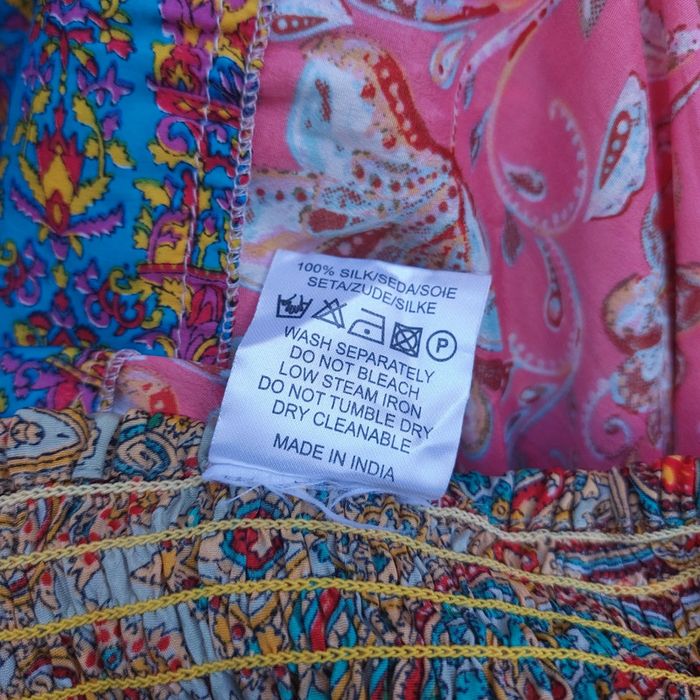 100% SILK/SEDA/SOIE
SETA/ZUDE/SILKE
P
WASH SEPARATELY
DO NOT BLEACH
LOW STEAM IRON
DO NOT TUMBLE DRY
DRY CLEANABLE
MADE IN INDIA